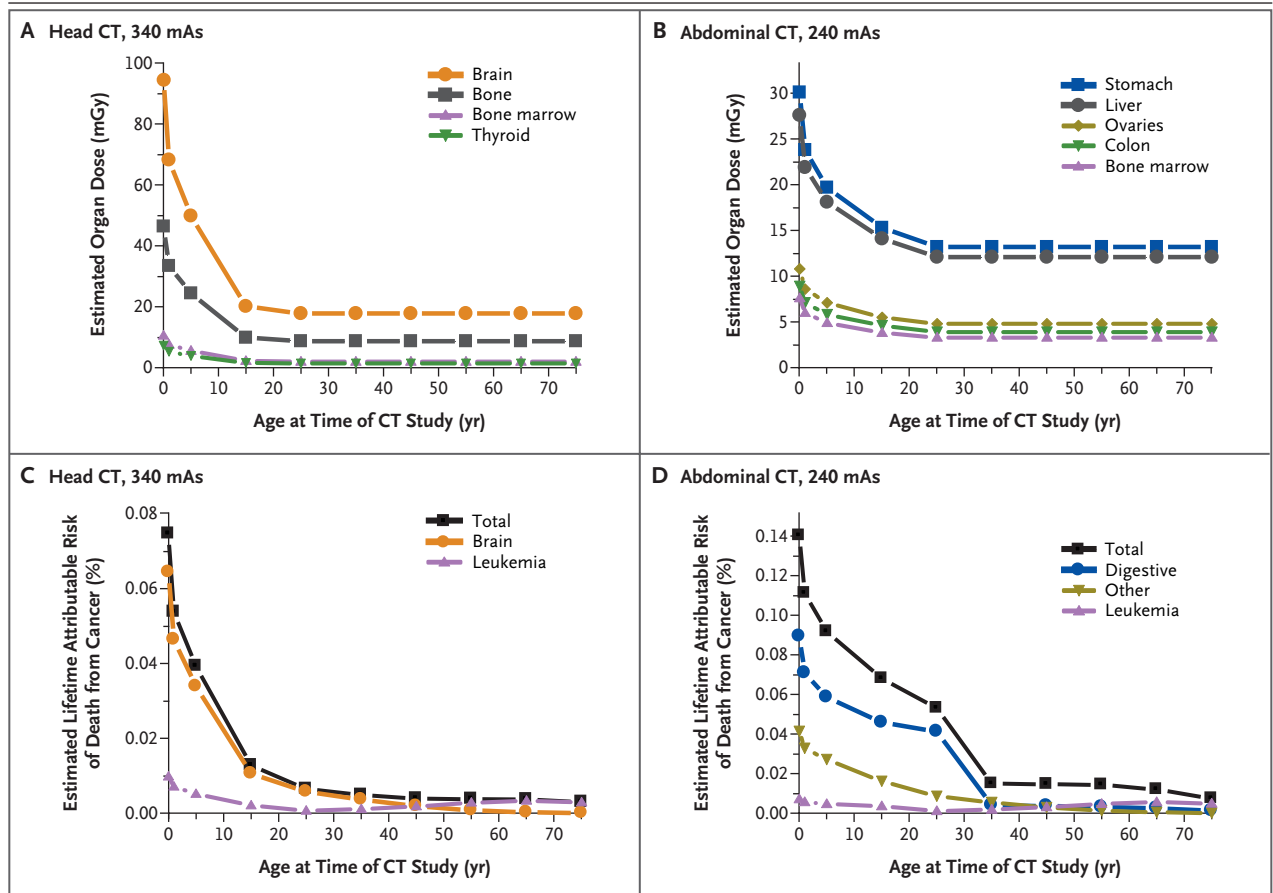 A Head CT, 340 mAs
Estimated Organ Dose (mGy)
100
80
60
40
20
0
Brain
Bone
Bone marrow
Thyroid
0 10 20 30 40 50 60 70
Age at Time of CT Study (yr)
B Abdominal CT, 240 mAs
Estimated Organ Dose (mGy)
30
25
20
15
10
5
0
Stomach
Liver
Ovaries
Colon
Bone marrow
0 10 20 30 40 50 60 70
Age at Time of CT Study (yr)
C Head CT, 340 mAs
Estimated Lifetime Attributable Risk
of Death from Cancer (%)
0.08
0.06
0.04
0.02
0.00
Total
Brain
Leukemia
0 10 20 30 40 50 60 70
Age at Time of CT Study (yr)
D Abdominal CT, 240 mAs
Estimated Lifetime Attributable Risk
of Death from Cancer (%)
0.14
0.12
0.10
0.08
0.06
0.04
0.02
0.00
Total
Digestive
Other
Leukemia
0 10 20 30 40 50 60 70
Age at Time of CT Study (yr)